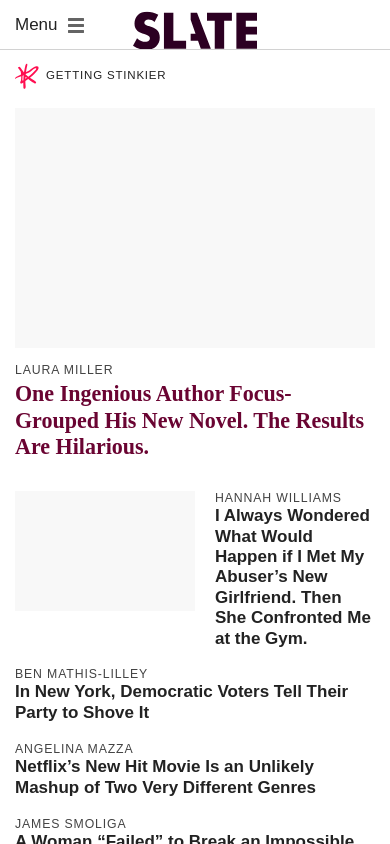 Menu
SLATE
GETTING STINKIER
LAURA MILLER
One Ingenious Author Focus-
Grouped His New Novel. The Results
Are Hilarious.
HANNAH WILLIAMS
I Always Wondered
What Would
Happen if I Met My
Abuser’s New
Girlfriend. Then
She Confronted Me
at the Gym.
BEN MATHIS-LILLEY
In New York, Democratic Voters Tell Their
Party to Shove It
ANGELINA MAZZA
Netflix’s New Hit Movie Is an Unlikely
Mashup of Two Very Different Genres
JAMES SMOLIGA
A Woman “Failed” to Break an Impossible